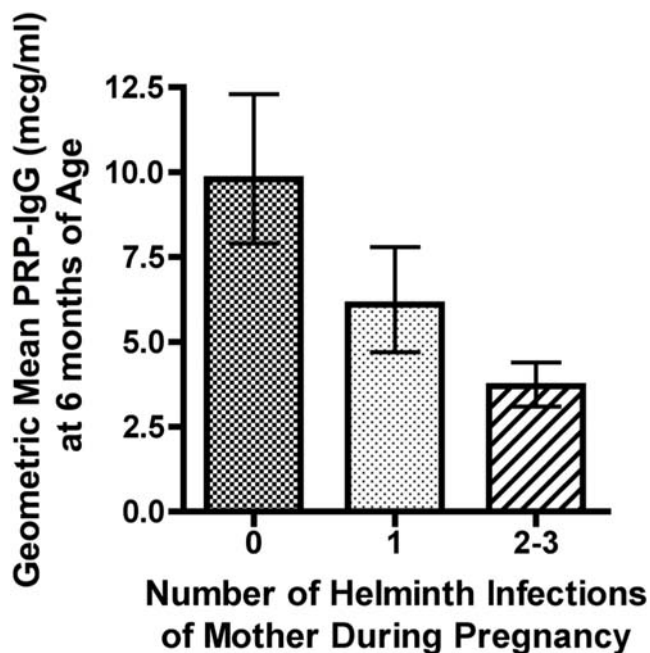 Geometric Mean PRP-IgG (mcg/ml)
at 6 months of Age
12.5
10.0
7.5
5.0
2.5
0.0
0 1 2-3
Number of Helminth Infections
of Mother During Pregnancy